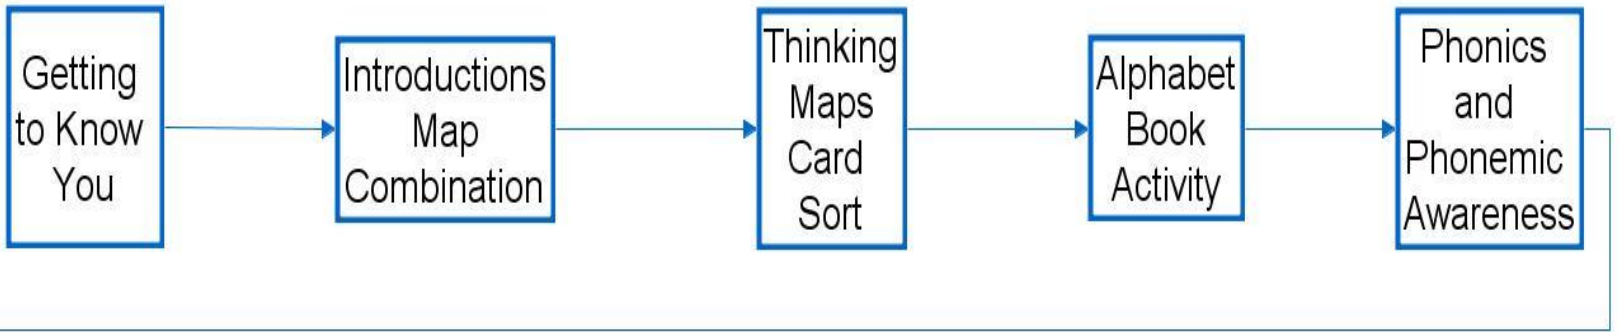 Getting
to Know
You
Introductions
Map
Combination
Thinking
Maps
Card
Sort
Alphabet
Book
Activity
Phonics
and
Phonemic
Awareness